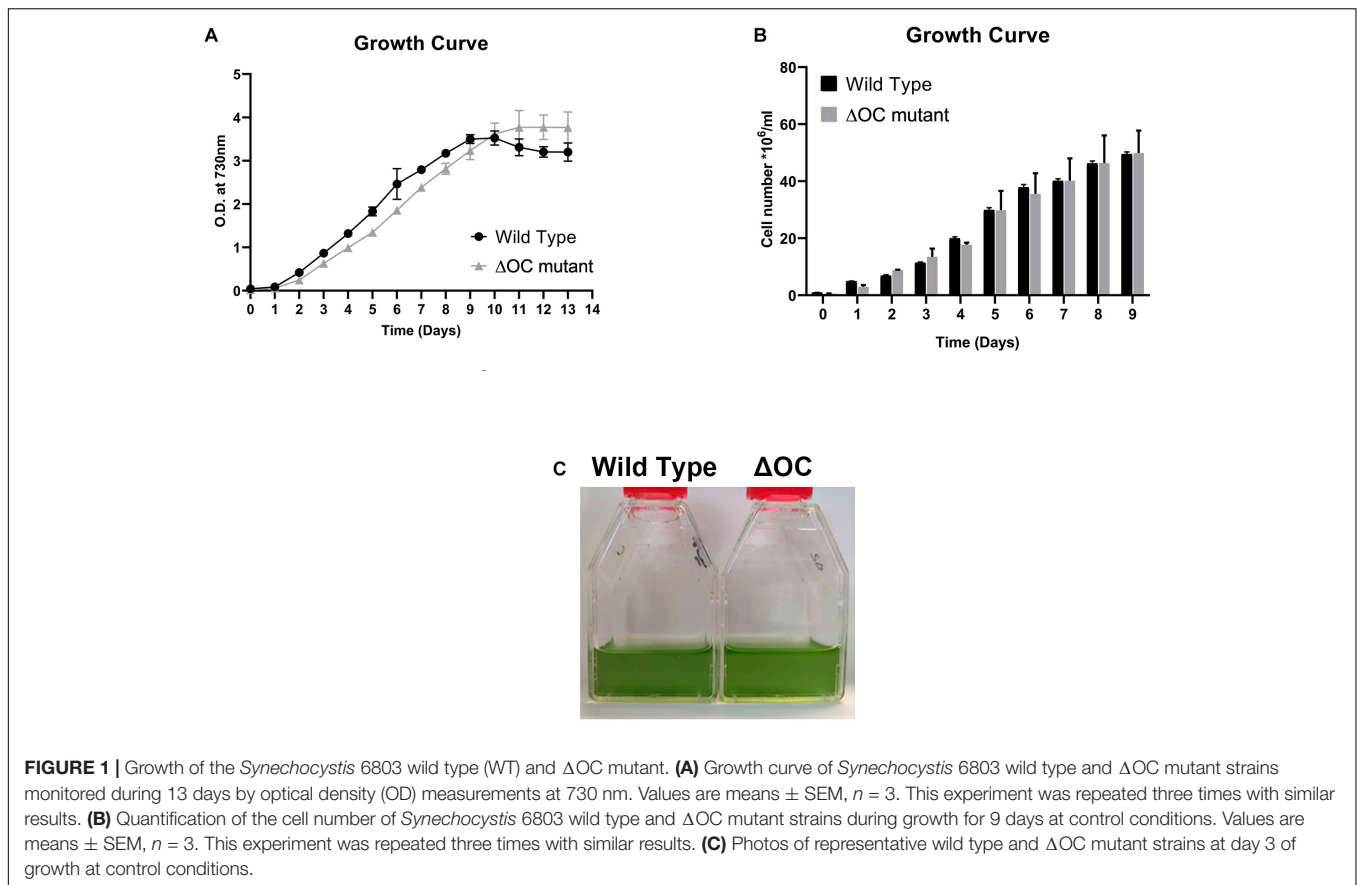 A
Growth Curve
5
4
3
2
1
0
O.D. at 730nm
Wild Type
ΔOC mutant
0 1 2 3 4 5 6 7 8 9 10 11 12 13 14
Time (Days)
B
Growth Curve
80
60
40
20
0
Cell number *10⁶/ml
Wild Type
ΔOC mutant
0 1 2 3 4 5 6 7 8 9
Time (Days)
C Wild Type ΔOC
FIGURE 1 | Growth of the Synechocystis 6803 wild type (WT) and ΔOC mutant. (A) Growth curve of Synechocystis 6803 wild type and ΔOC mutant strains
monitored during 13 days by optical density (OD) measurements at 730 nm. Values are means ± SEM, n = 3. This experiment was repeated three times with similar
results. (B) Quantification of the cell number of Synechocystis 6803 wild type and ΔOC mutant strains during growth for 9 days at control conditions. Values are
means ± SEM, n = 3. This experiment was repeated three times with similar results. (C) Photos of representative wild type and ΔOC mutant strains at day 3 of
growth at control conditions.